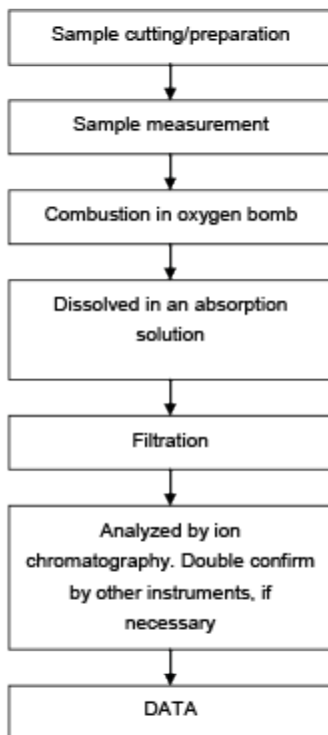 Sample cutting/preparation
Sample measurement
Combustion in oxygen bomb
Dissolved in an absorption
solution
Filtration
Analyzed by ion
chromatography. Double confirm
by other instruments, if
necessary
DATA